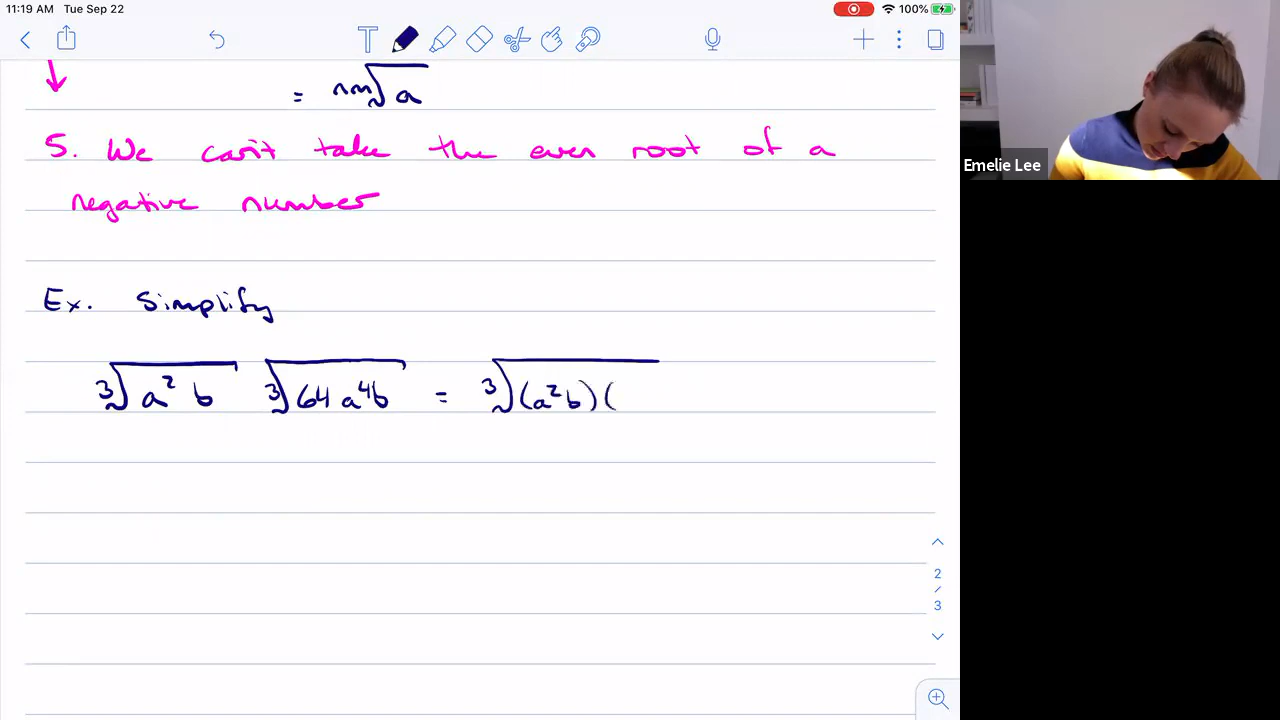 11:19 AM Tue Sep 22
100%
= ⁿᵐ√a
5. We can't take the even root of a
negative number
Ex. Simplify
∛(a²b) ∛(64a⁴b) = ∛((a²b)(
2
/
3
Emelie Lee